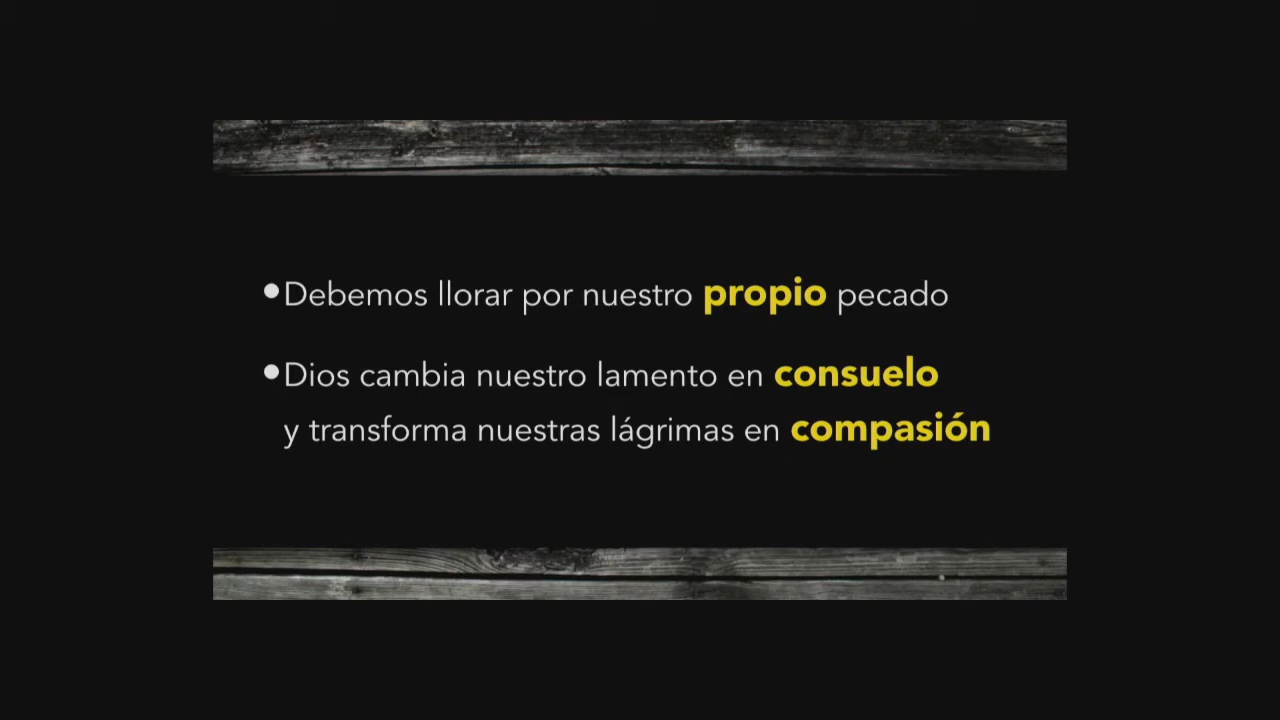 •Debemos llorar por nuestro propio pecado
•Dios cambia nuestro lamento en consuelo
y transforma nuestras lágrimas en compasión